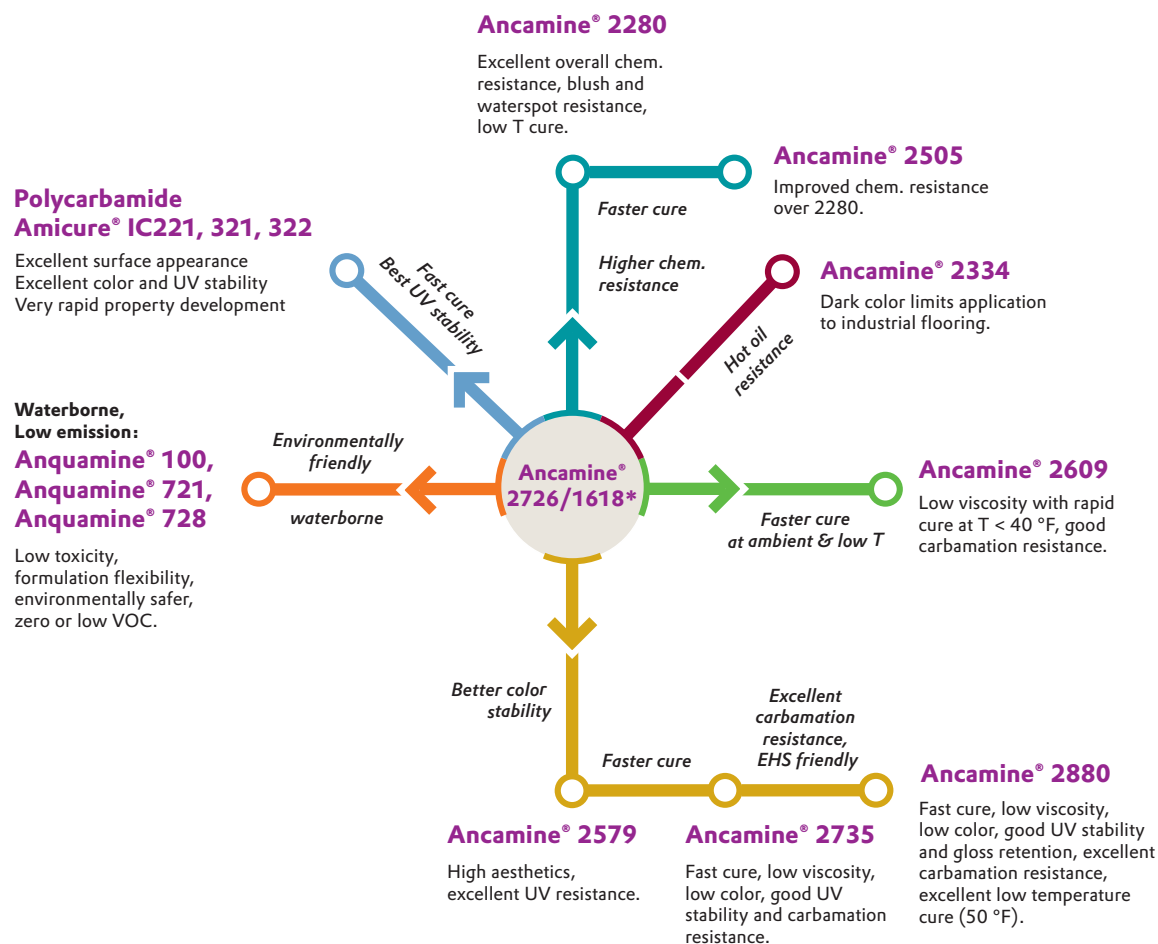 Ancamine® 2280
Excellent overall chem.
resistance, blush and
waterspot resistance,
low T cure.
Ancamine® 2505
Improved chem. resistance
over 2280.
Faster cure
Higher chem.
resistance
Polycarbamide
Amicure® IC221, 321, 322
Excellent surface appearance
Excellent color and UV stability
Very rapid property development
Fast cure
Best UV stability
Ancamine® 2334
Dark color limits application
to industrial flooring.
Hot oil
resistance
Waterborne,
Low emission:
Anquamine® 100,
Anquamine® 721,
Anquamine® 728
Low toxicity,
formulation flexibility,
environmentally safer,
zero or low VOC.
Environmentally
friendly
waterborne
Ancamine®
2726/1618*
Faster cure
at ambient & low T
Ancamine® 2609
Low viscosity with rapid
cure at T < 40 °F, good
carbamation resistance.
Better color
stability
Faster cure
Excellent
carbamation
resistance,
EHS friendly
Ancamine® 2579
High aesthetics,
excellent UV resistance.
Ancamine® 2735
Fast cure, low viscosity,
low color, good UV
stability and carbamation
resistance.
Ancamine® 2880
Fast cure, low viscosity,
low color, good UV stability
and gloss retention, excellent
carbamation resistance,
excellent low temperature
cure (50 °F).